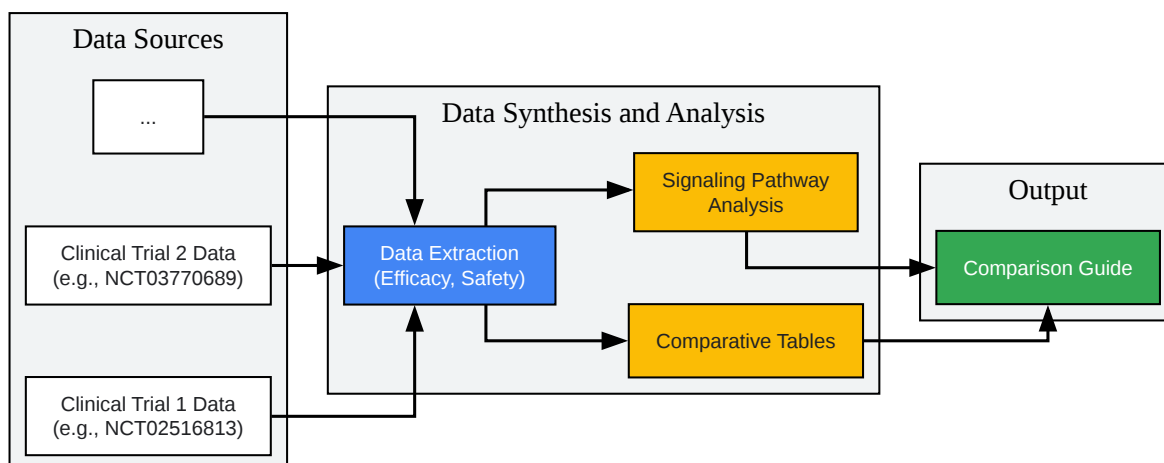 Data Sources
...
Clinical Trial 2 Data
(e.g., NCT03770689)
Clinical Trial 1 Data
(e.g., NCT02516813)
Data Synthesis and Analysis
Data Extraction
(Efficacy, Safety)
Signaling Pathway
Analysis
Comparative Tables
Output
Comparison Guide